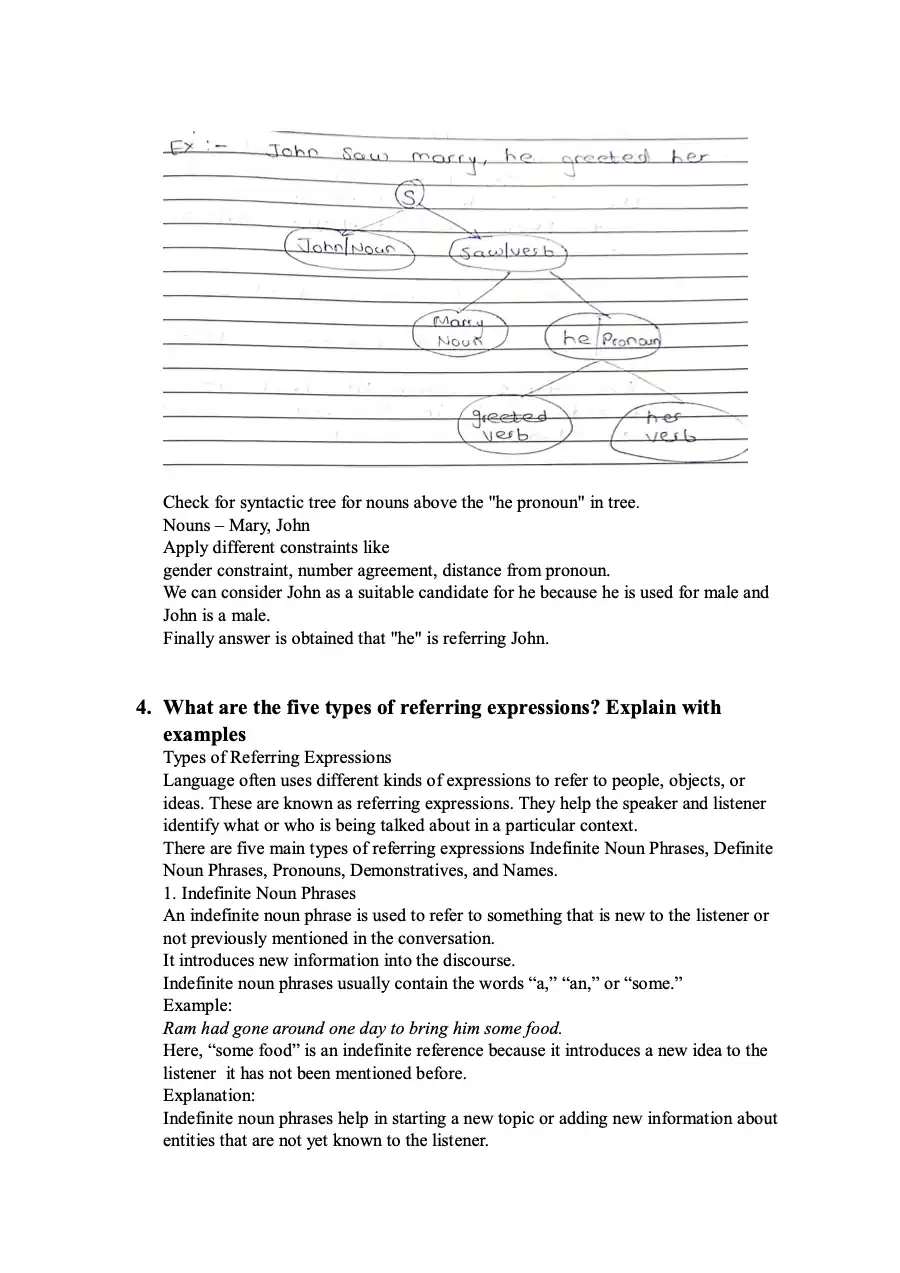 Ex :- John Saw marry, he greeted her
S
John/Noun Saw/verb
Marry he/Pronoun
Noun
greeted her
verb verb
Check for syntactic tree for nouns above the "he pronoun" in tree.
Nouns – Mary, John
Apply different constraints like
gender constraint, number agreement, distance from pronoun.
We can consider John as a suitable candidate for he because he is used for male and
John is a male.
Finally answer is obtained that "he" is referring John.
4. What are the five types of referring expressions? Explain with
examples
Types of Referring Expressions
Language often uses different kinds of expressions to refer to people, objects, or
ideas. These are known as referring expressions. They help the speaker and listener
identify what or who is being talked about in a particular context.
There are five main types of referring expressions Indefinite Noun Phrases, Definite
Noun Phrases, Pronouns, Demonstratives, and Names.
1. Indefinite Noun Phrases
An indefinite noun phrase is used to refer to something that is new to the listener or
not previously mentioned in the conversation.
It introduces new information into the discourse.
Indefinite noun phrases usually contain the words “a,” “an,” or “some.”
Example:
Ram had gone around one day to bring him some food.
Here, “some food” is an indefinite reference because it introduces a new idea to the
listener it has not been mentioned before.
Explanation:
Indefinite noun phrases help in starting a new topic or adding new information about
entities that are not yet known to the listener.